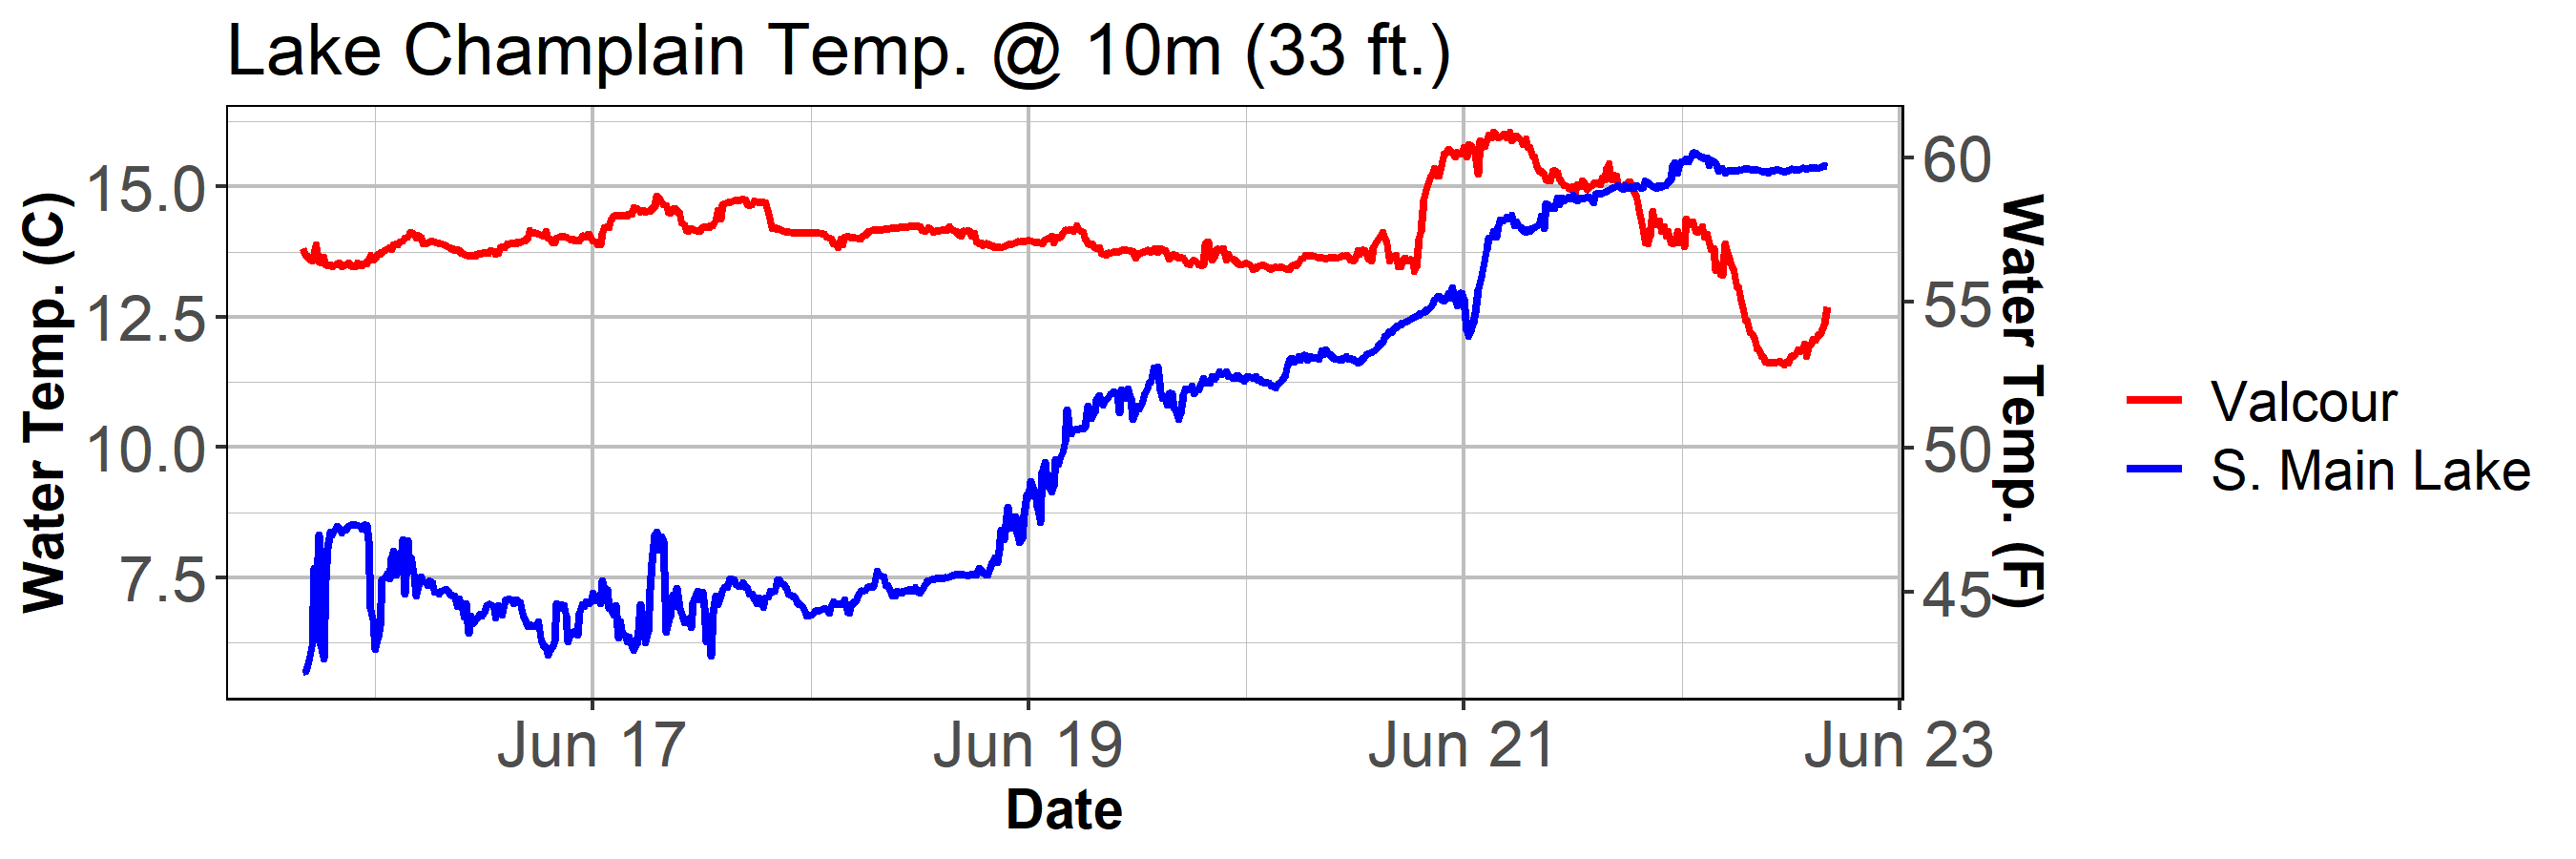 Lake Champlain Temp. @ 10m (33 ft.)
Water Temp. (C)
15.0
12.5
10.0
7.5
60
55
50
45
Water Temp. (F)
Jun 17
Jun 19
Jun 21
Jun 23
Date
Valcour
S. Main Lake